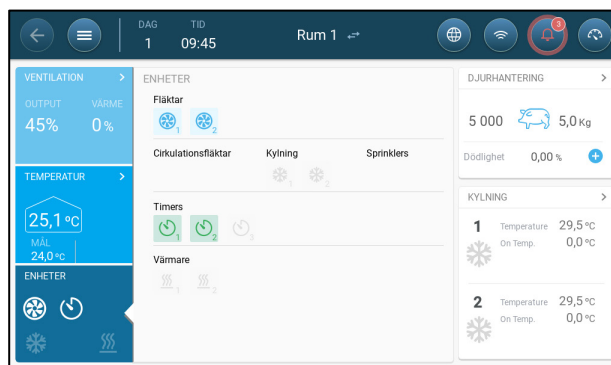 DAG TID
1 09:45
Rum 1
3
VENTILATION >
OUTPUT VÄRME
45% 0%
TEMPERATUR >
25,1 °C
MÅL
24,0 °C
ENHETER
ENHETER
Fläktar
1 2
Cirkulationsfläktar Kylning Sprinklers
1 2
Timers
1 2 3
Värmare
1 2
DJURHANTERING >
5 000 5,0 Kg
Dödlighet 0,00 %
KYLNING >
1 Temperature 29,5 °C
On Temp. 0,0 °C
2 Temperature 29,5 °C
On Temp. 0,0 °C